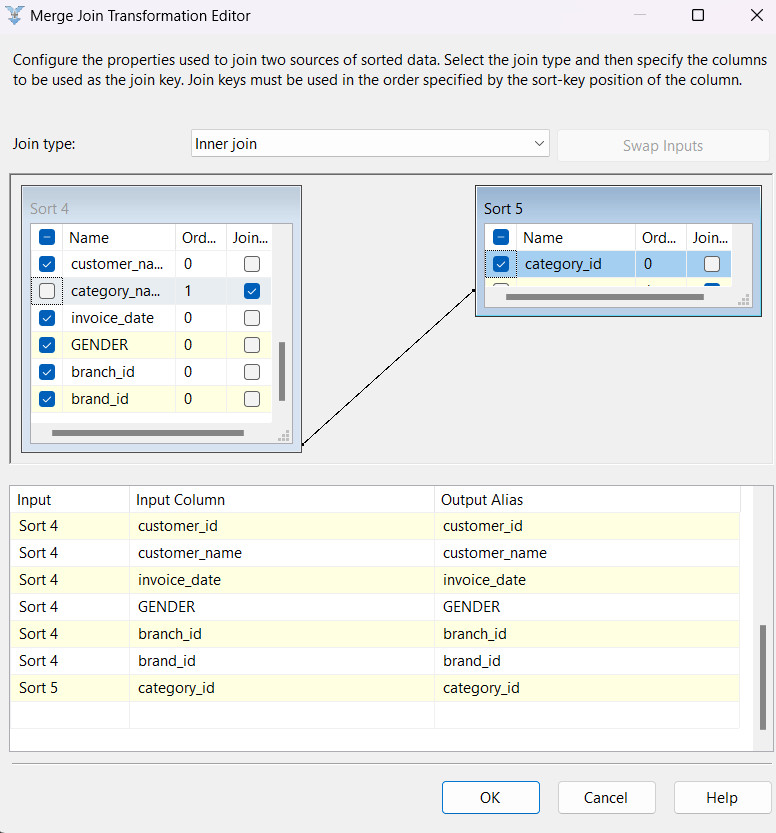 Merge Join Transformation Editor
Configure the properties used to join two sources of sorted data. Select the join type and then specify the columns
to be used as the join key. Join keys must be used in the order specified by the sort-key position of the column.
Join type: Inner join Swap Inputs
Sort 4
Name Ord... Join...
customer_na... 0
category_na... 1
invoice_date 0
GENDER 0
branch_id 0
brand_id 0
Sort 5
Name Ord... Join...
category_id 0
Input Input Column Output Alias
Sort 4 customer_id customer_id
Sort 4 customer_name customer_name
Sort 4 invoice_date invoice_date
Sort 4 GENDER GENDER
Sort 4 branch_id branch_id
Sort 4 brand_id brand_id
Sort 5 category_id category_id
OK Cancel Help